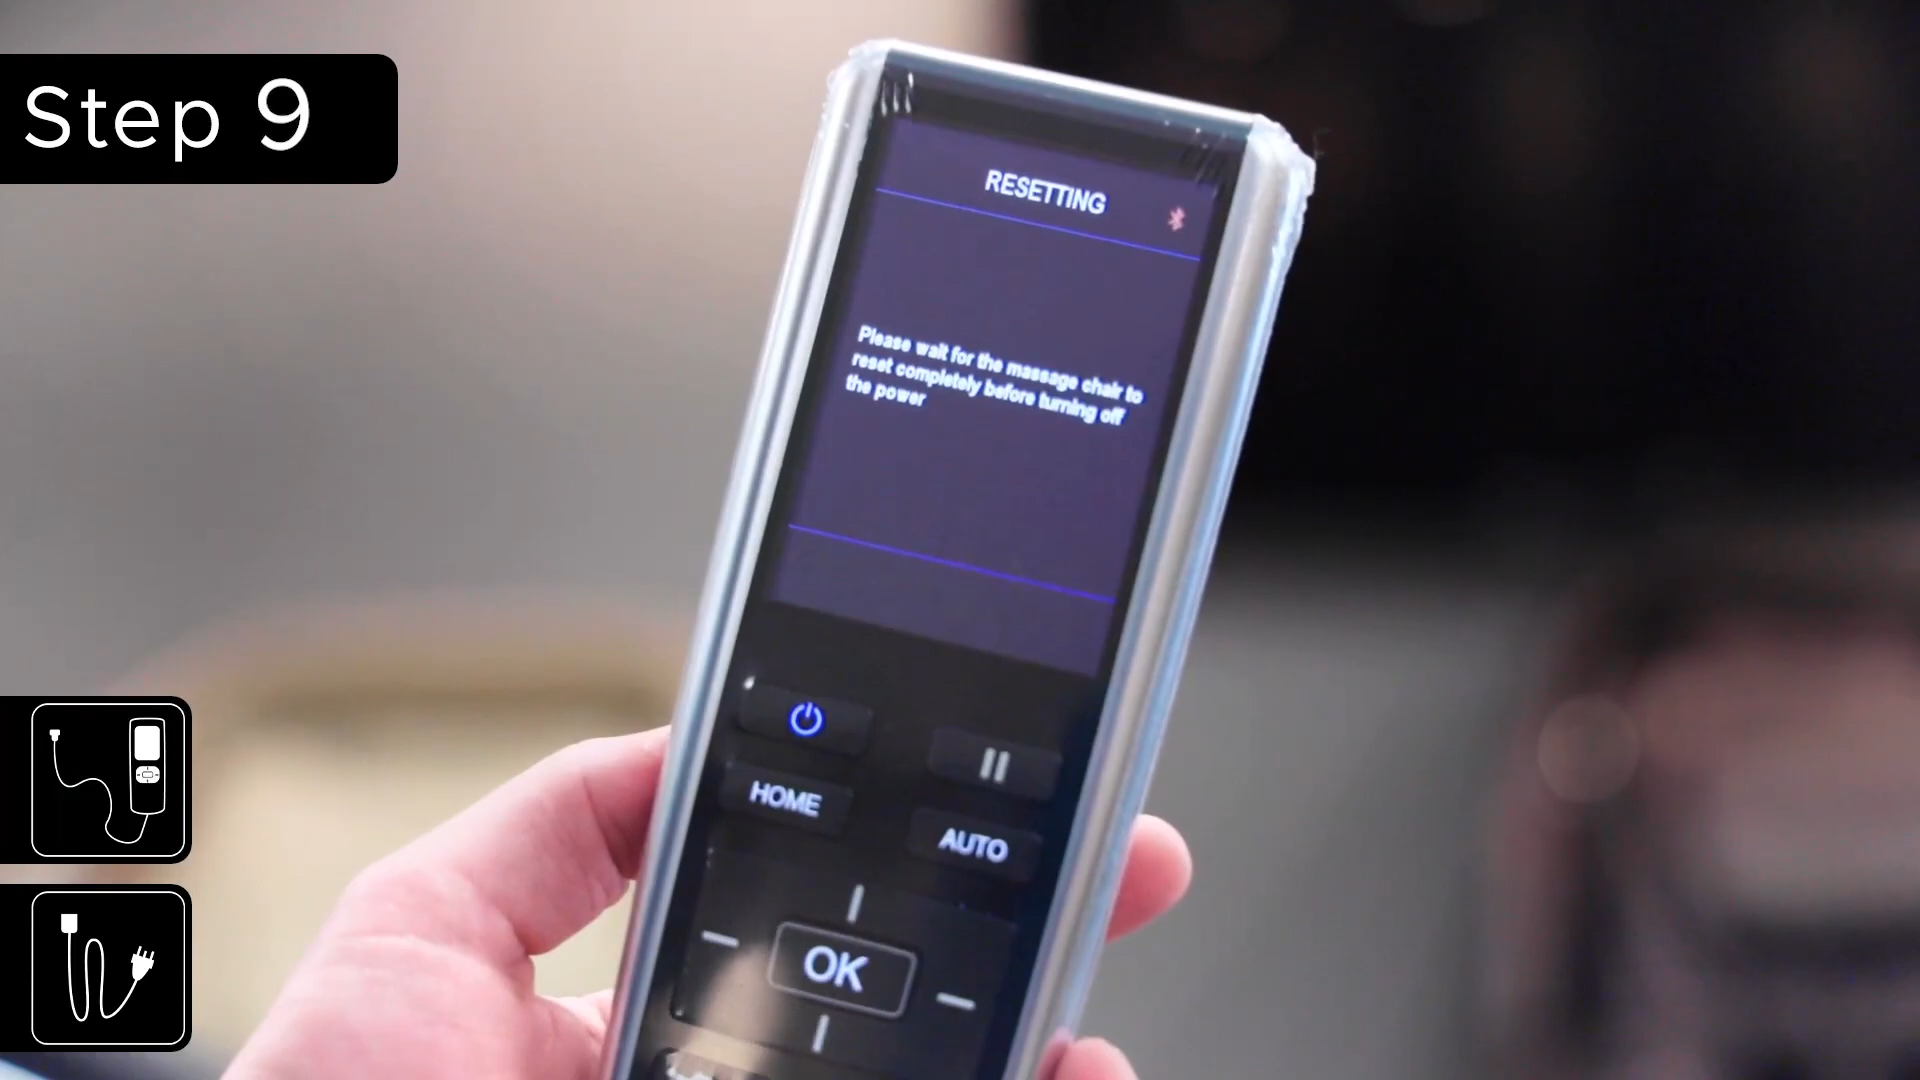 Step 9
RESETTING
Please wait for the massage chair to
reset completely before turning off
the power
HOME
AUTO
OK